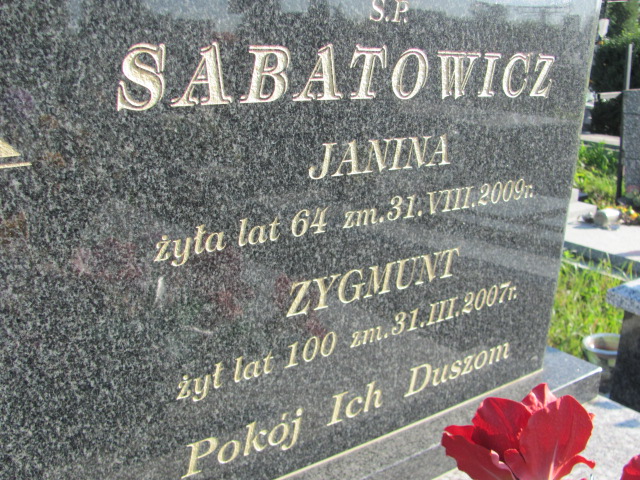 Ś.P.
SABATOWICZ
JANINA
żyła lat 64 zm. 31. VIII. 2009r.
ZYGMUNT
żył lat 100 zm. 31. III. 2007r.
Pokój Ich Duszom